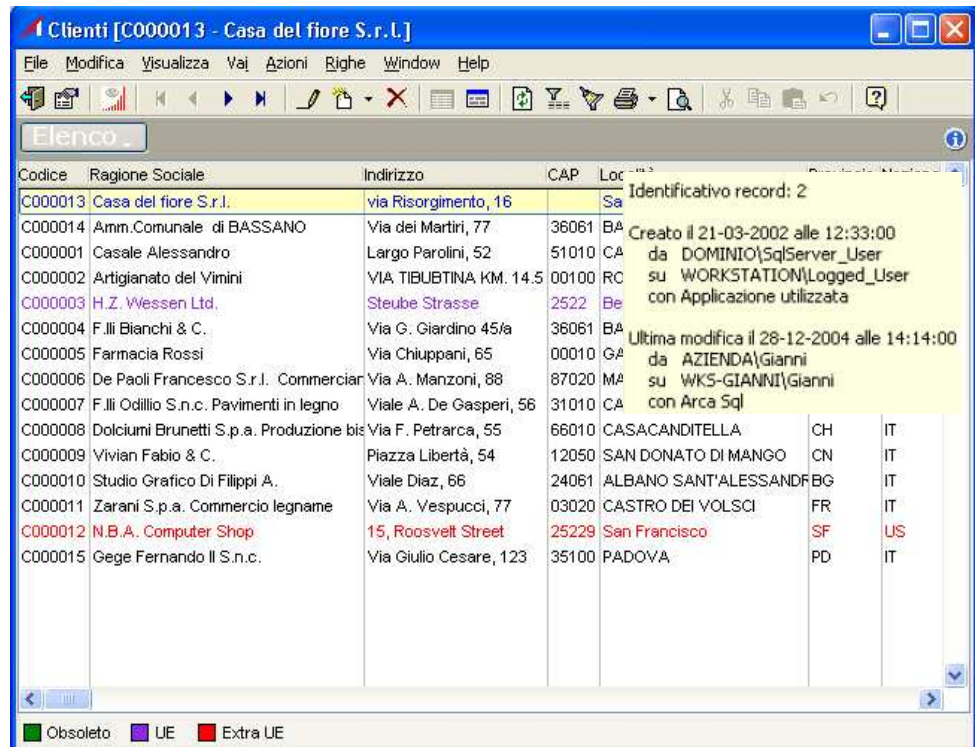 Clienti [C000013 - Casa del fiore S.r.l.]
File Modifica Visualizza Vai Azioni Righe Window Help
Elenco
Codice Ragione Sociale Indirizzo CAP Località Provincia Nazione
C000013 Casa del fiore S.r.l. via Risorgimento, 16 Sa
C000014 Amm.Comunale di BASSANO Via dei Martiri, 77 36061 BA
C000001 Casale Alessandro Largo Parolini, 52 51010 CA
C000002 Artigianato del Vimini VIA TIBUBTINA KM. 14.5 00100 RO
C000003 H.Z. Wessen Ltd. Steube Strasse 2522 Be
C000004 F.lli Bianchi & C. Via G. Giardino 45/a 36061 BA
C000005 Farmacia Rossi Via Chiuppani, 65 00010 GA
C000006 De Paoli Francesco S.r.l. Commercian Via A. Manzoni, 88 87020 MA
C000007 F.lli Odillio S.n.c. Pavimenti in legno Viale A. De Gasperi, 56 31010 CA
C000008 Dolciumi Brunetti S.p.a. Produzione bis Via F. Petrarca, 55 66010 CASACANDITELLA CH IT
C000009 Vivian Fabio & C. Piazza Libertà, 54 12050 SAN DONATO DI MANGO CN IT
C000010 Studio Grafico Di Filippi A. Viale Diaz, 66 24061 ALBANO SANT'ALESSANDR BG IT
C000011 Zarani S.p.a. Commercio legname Via A. Vespucci, 77 03020 CASTRO DEI VOLSCI FR IT
C000012 N.B.A. Computer Shop 15, Roosvelt Street 25229 San Francisco SF US
C000015 Gege Fernando II S.n.c. Via Giulio Cesare, 123 35100 PADOVA PD IT
Identificativo record: 2
Creato il 21-03-2002 alle 12:33:00
da DOMINIO\SqlServer_User
su WORKSTATION\Logged_User
con Applicazione utilizzata
Ultima modifica il 28-12-2004 alle 14:14:00
da AZIENDA\Gianni
su WKS-GIANNI\Gianni
con Arca Sql
Obsoleto UE Extra UE